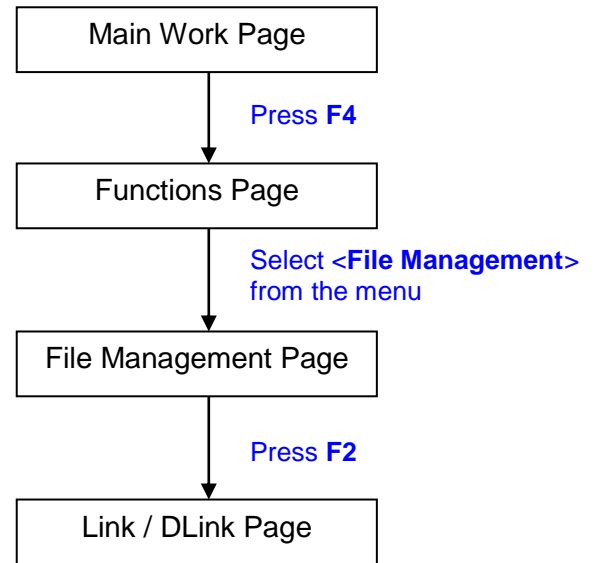 Main Work Page
Press F4
Functions Page
Select <File Management>
from the menu
File Management Page
Press F2
Link / DLink Page